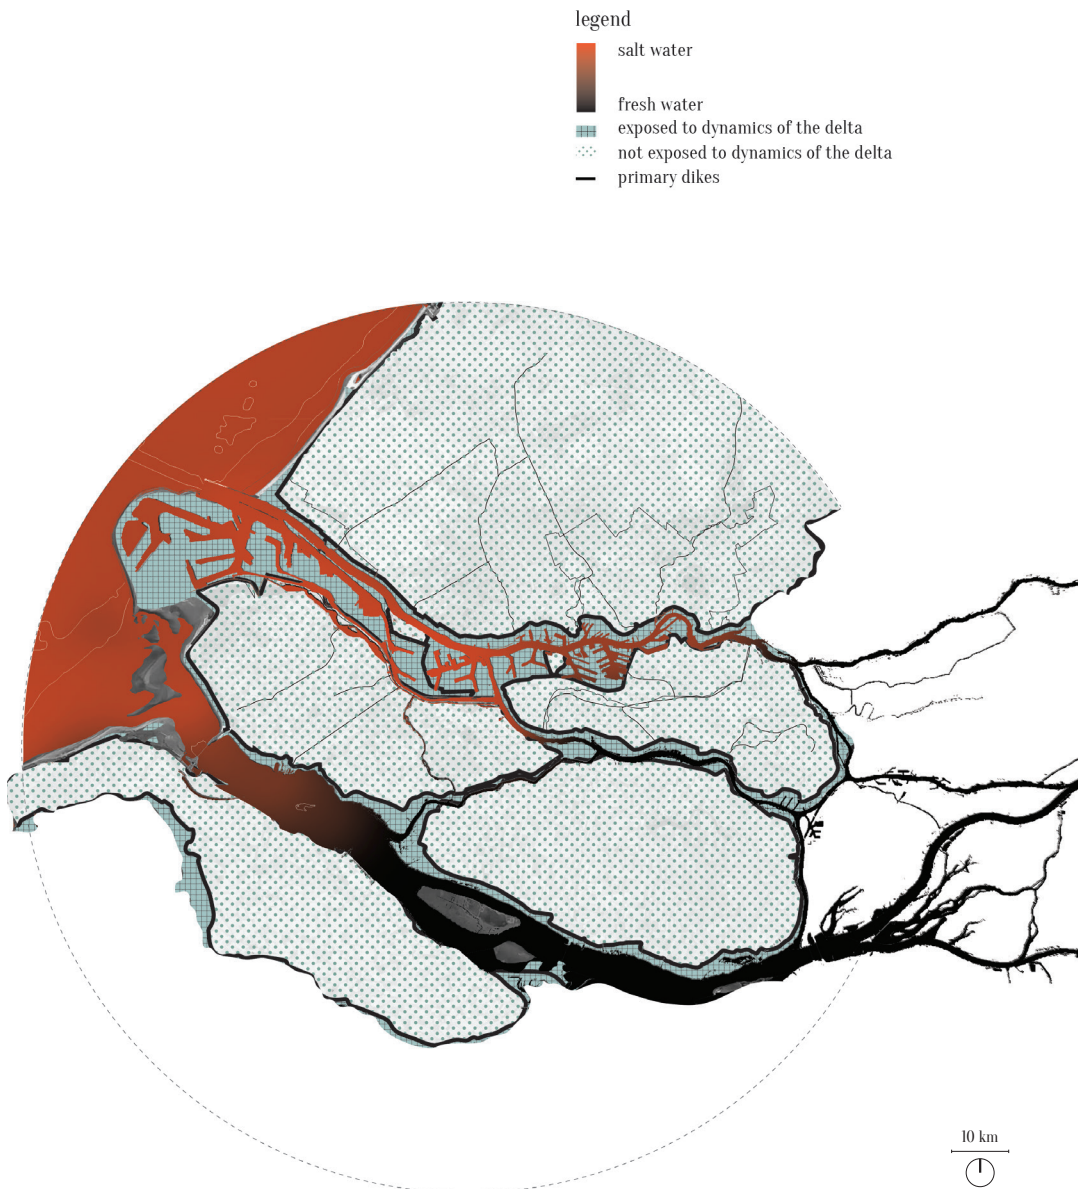 legend
salt water
fresh water
exposed to dynamics of the delta
not exposed to dynamics of the delta
primary dikes
10 km